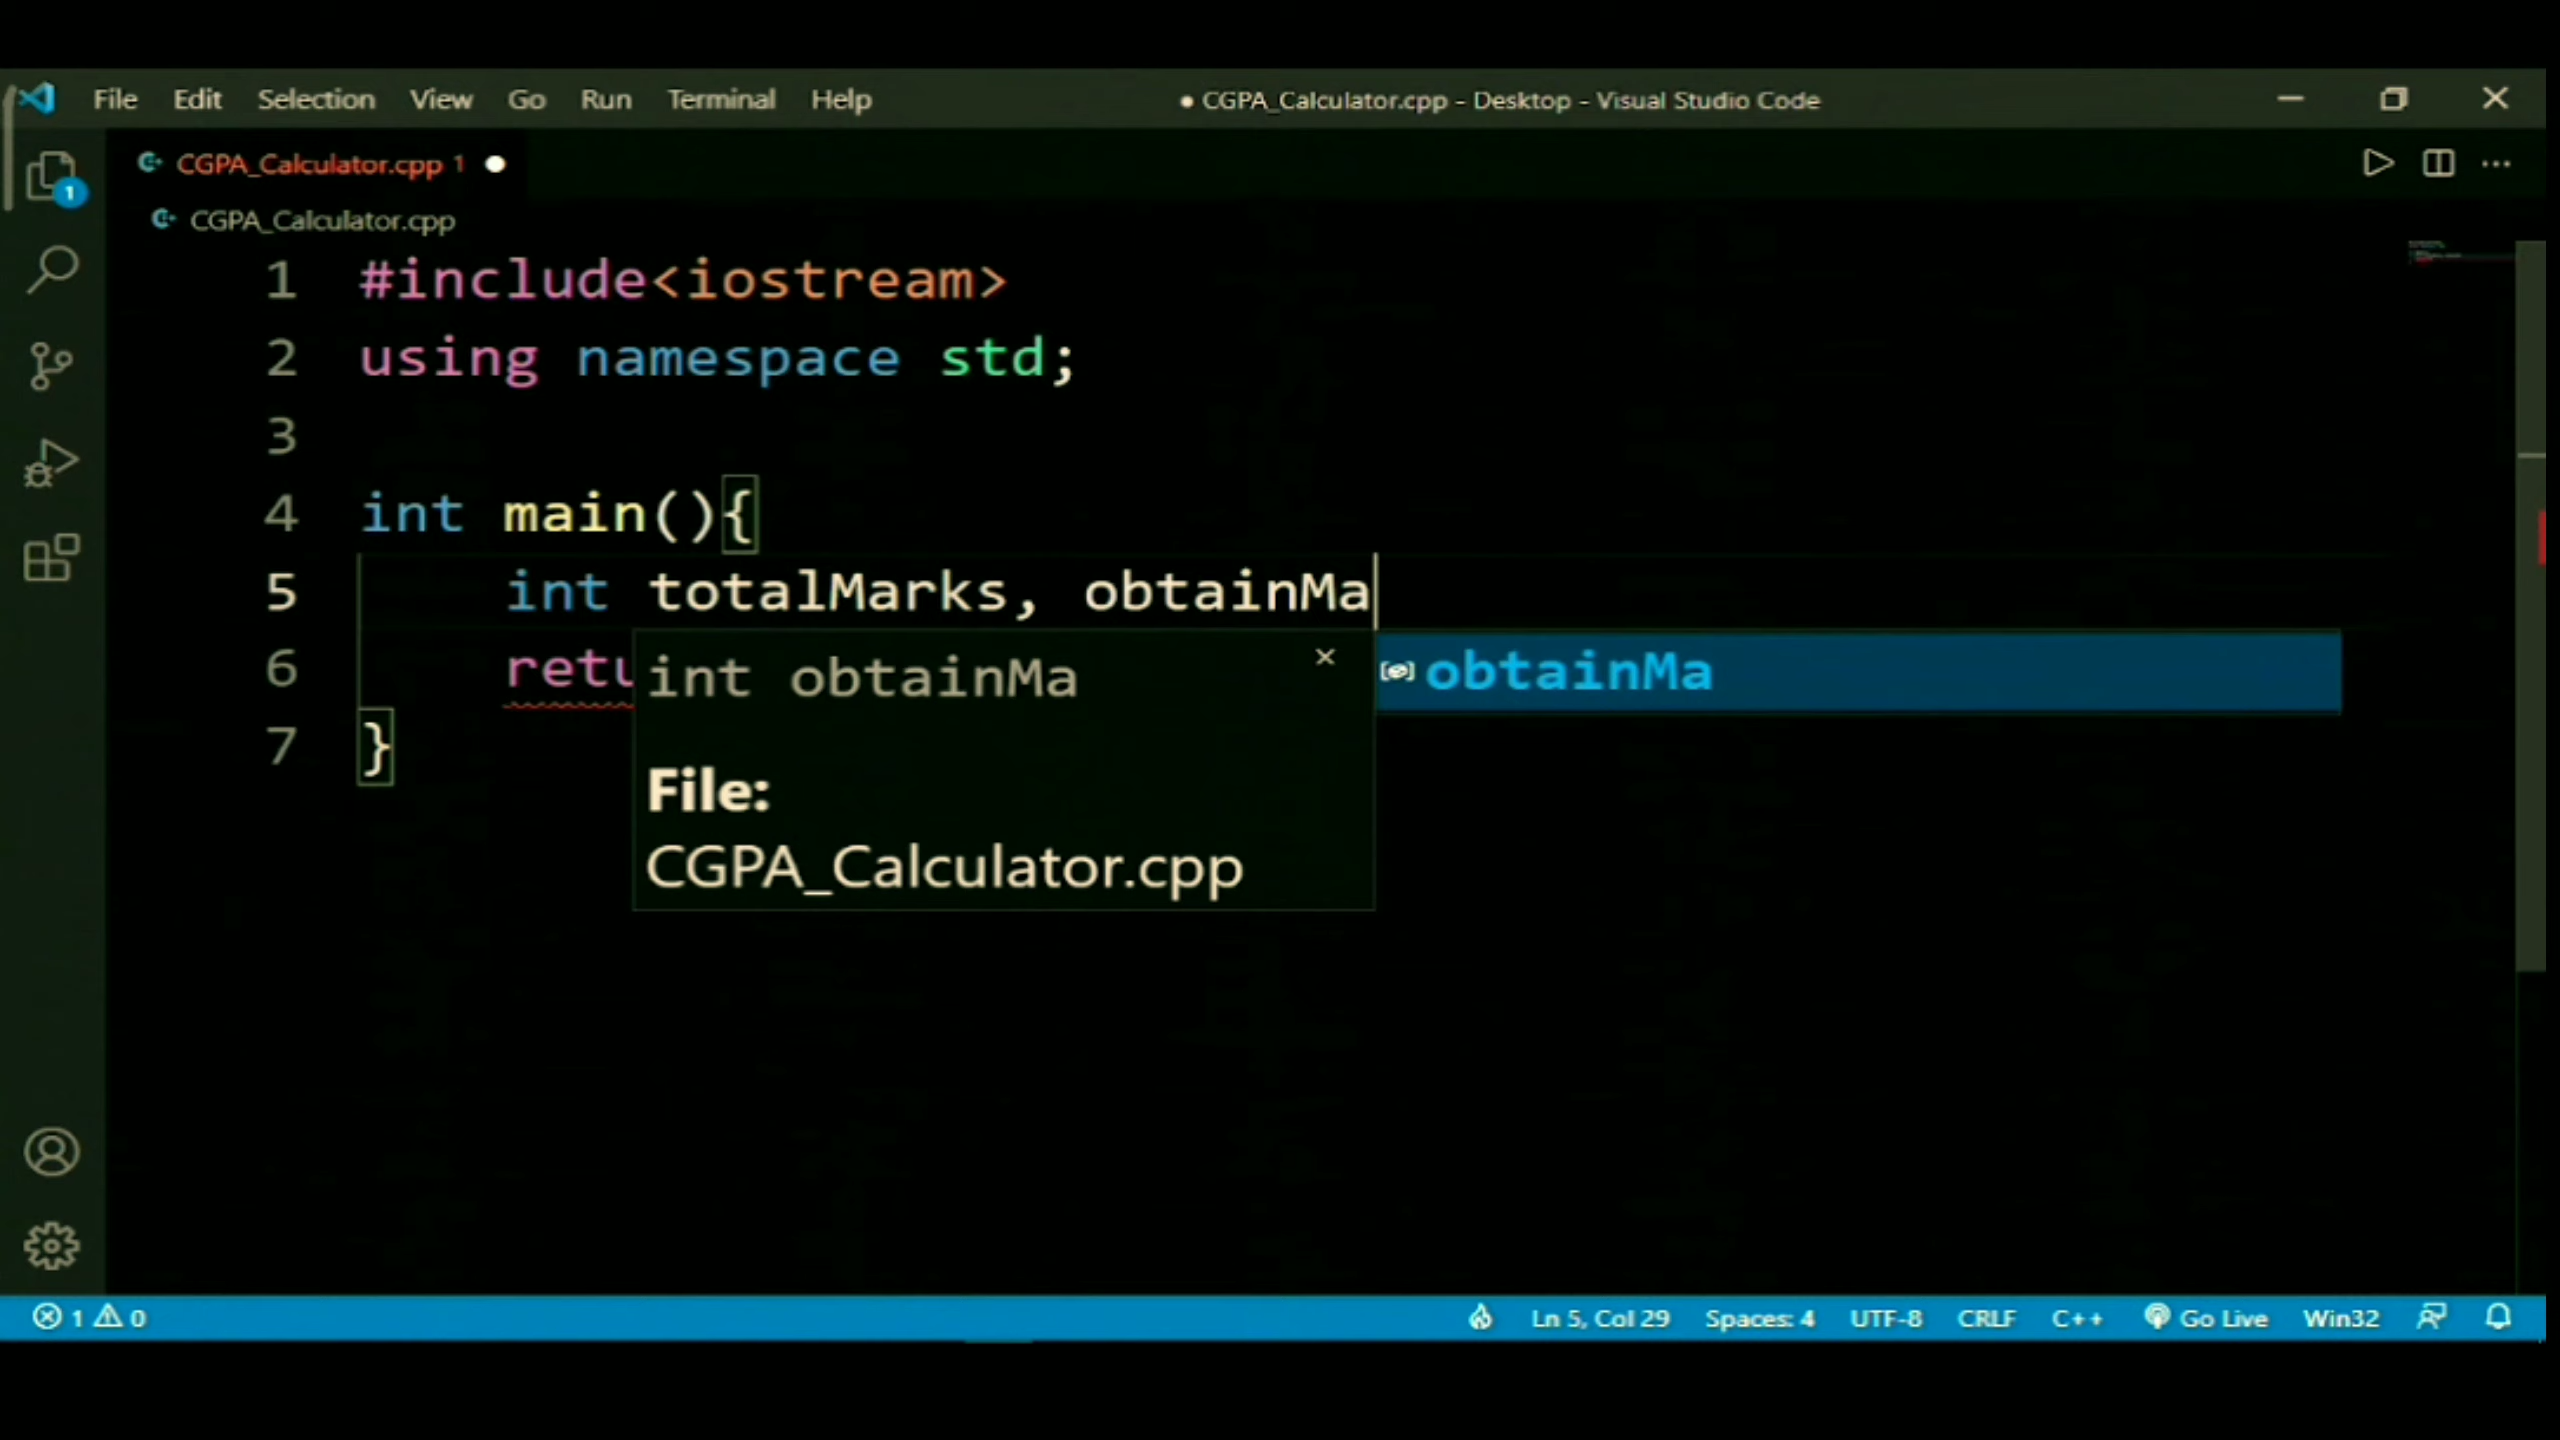 File Edit Selection View Go Run Terminal Help ● CGPA_Calculator.cpp - Desktop - Visual Studio Code
CGPA_Calculator.cpp 1 ●
1
CGPA_Calculator.cpp
1 #include<iostream>
2 using namespace std;
3
4 int main(){
5 int totalMarks, obtainMa
6 retu
7 }
int obtainMa ×
obtainMa
File:
CGPA_Calculator.cpp
1 0 Ln 5, Col 29 Spaces: 4 UTF-8 CRLF C++ Go Live Win32